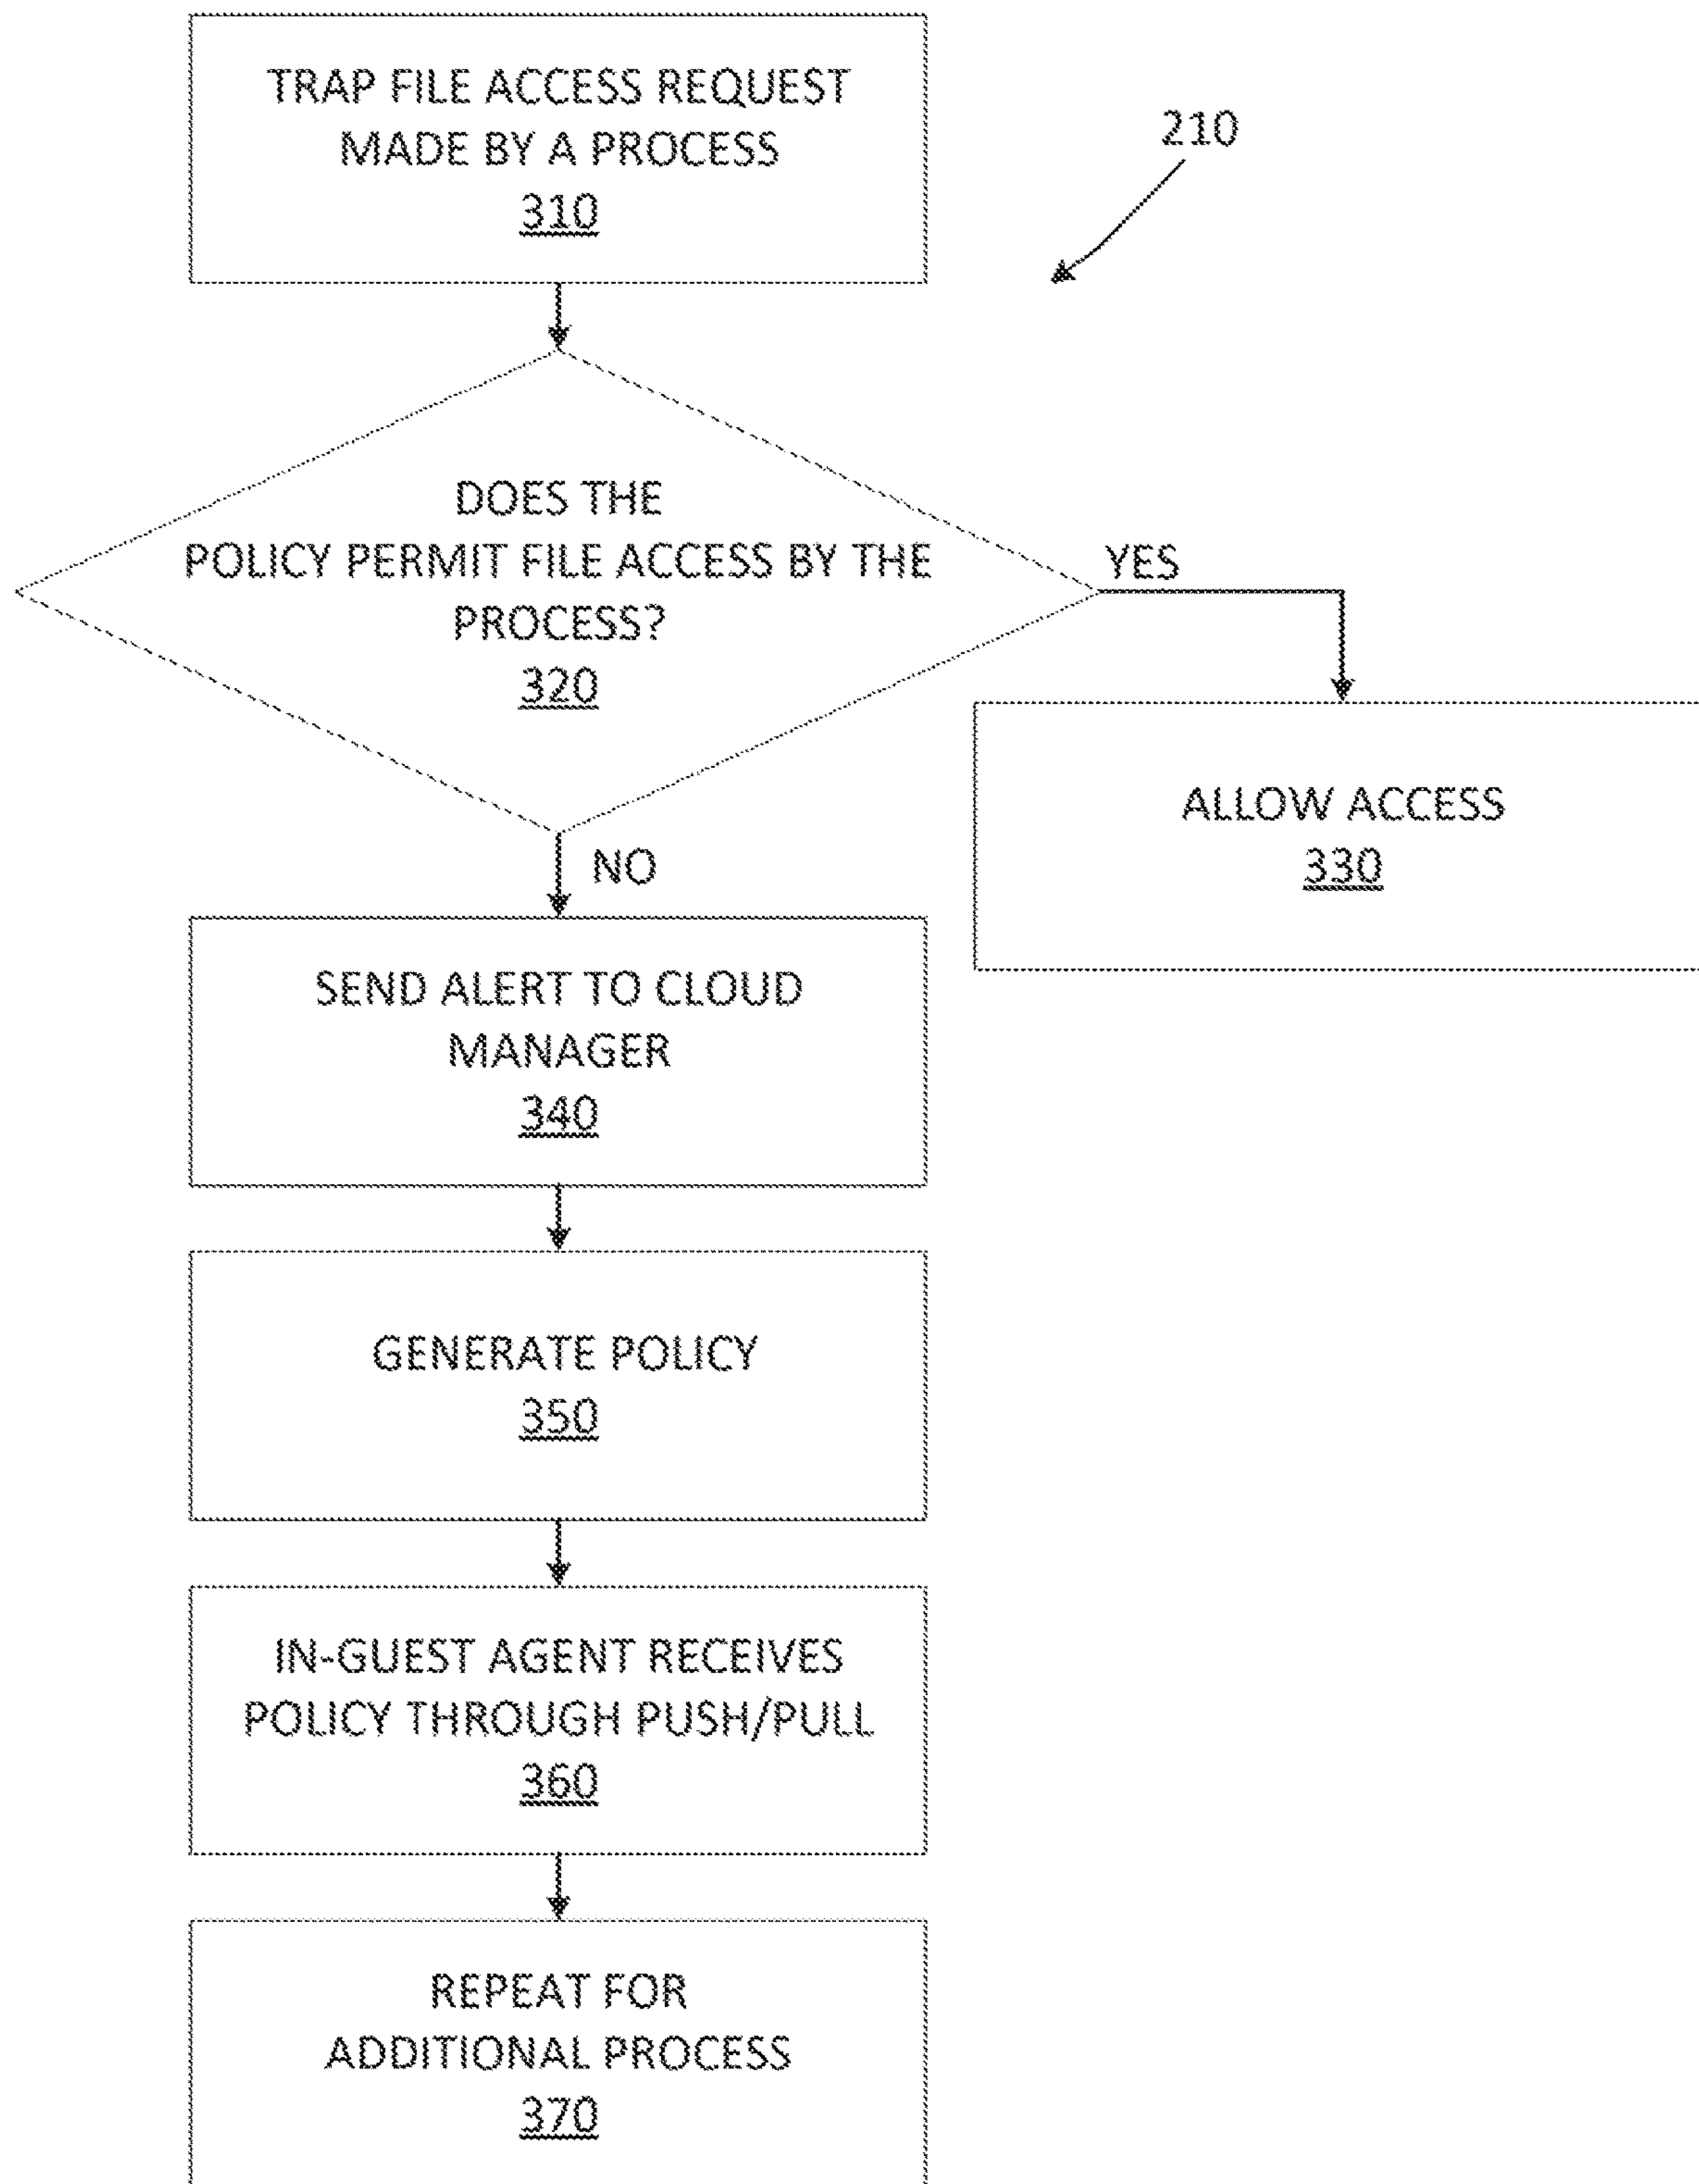 TRAP FILE ACCESS REQUEST
MADE BY A PROCESS
310
210
DOES THE
POLICY PERMIT FILE ACCESS BY THE
PROCESS?
320
YES
ALLOW ACCESS
330
NO
SEND ALERT TO CLOUD
MANAGER
340
GENERATE POLICY
350
IN-GUEST AGENT RECEIVES
POLICY THROUGH PUSH/PULL
360
REPEAT FOR
ADDITIONAL PROCESS
370